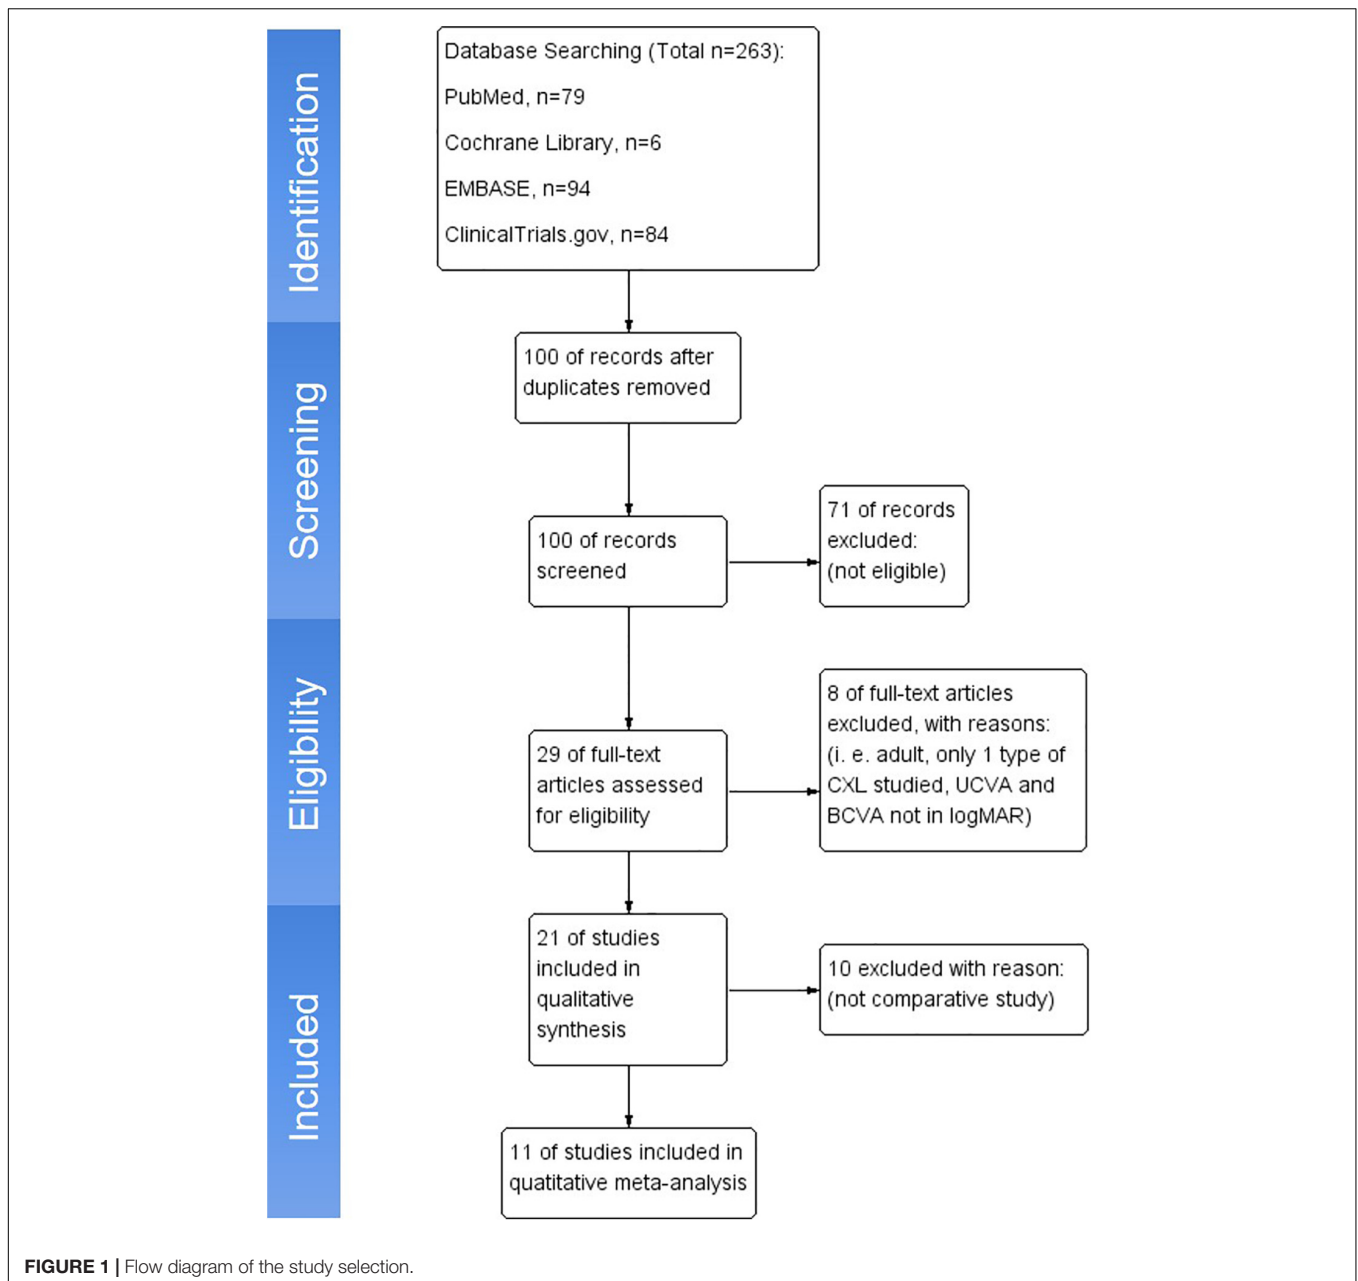 Identification
Database Searching (Total n=263):
PubMed, n=79
Cochrane Library, n=6
EMBASE, n=94
ClinicalTrials.gov, n=84
Screening
100 of records after
duplicates removed
100 of records
screened
71 of records
excluded:
(not eligible)
Eligibility
29 of full-text
articles assessed
for eligibility
8 of full-text articles
excluded, with reasons:
(i. e. adult, only 1 type of
CXL studied, UCVA and
BCVA not in logMAR)
Included
21 of studies
included in
qualitative
synthesis
10 excluded with reason:
(not comparative study)
11 of studies included in
quatitative meta-analysis
FIGURE 1 | Flow diagram of the study selection.